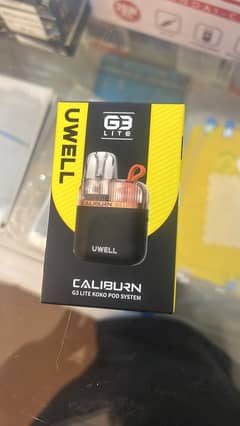 G3
LITE
UWELL
CALIBURN
UWELL
CALIBURN
G3 LITE KOKO POD SYSTEM